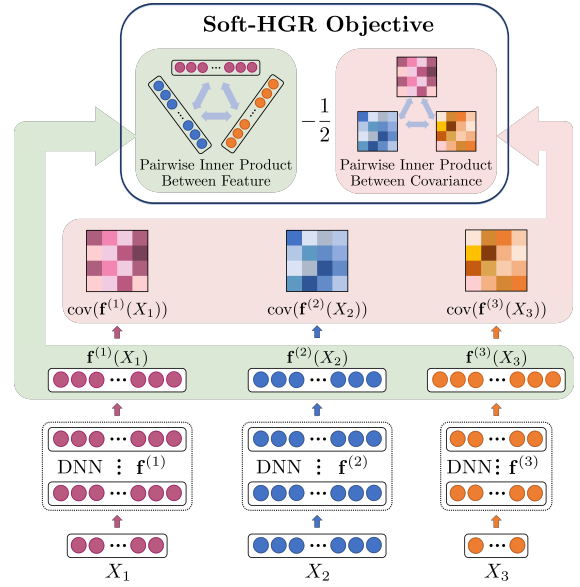 Soft-HGR Objective
Pairwise Inner Product
Between Feature
−1/2
Pairwise Inner Product
Between Covariance
cov(f⁽¹⁾(X₁)) cov(f⁽²⁾(X₂)) cov(f⁽³⁾(X₃))
f⁽¹⁾(X₁) f⁽²⁾(X₂) f⁽³⁾(X₃)
DNN ⋮ f⁽¹⁾ DNN ⋮ f⁽²⁾ DNN ⋮ f⁽³⁾
X₁ X₂ X₃